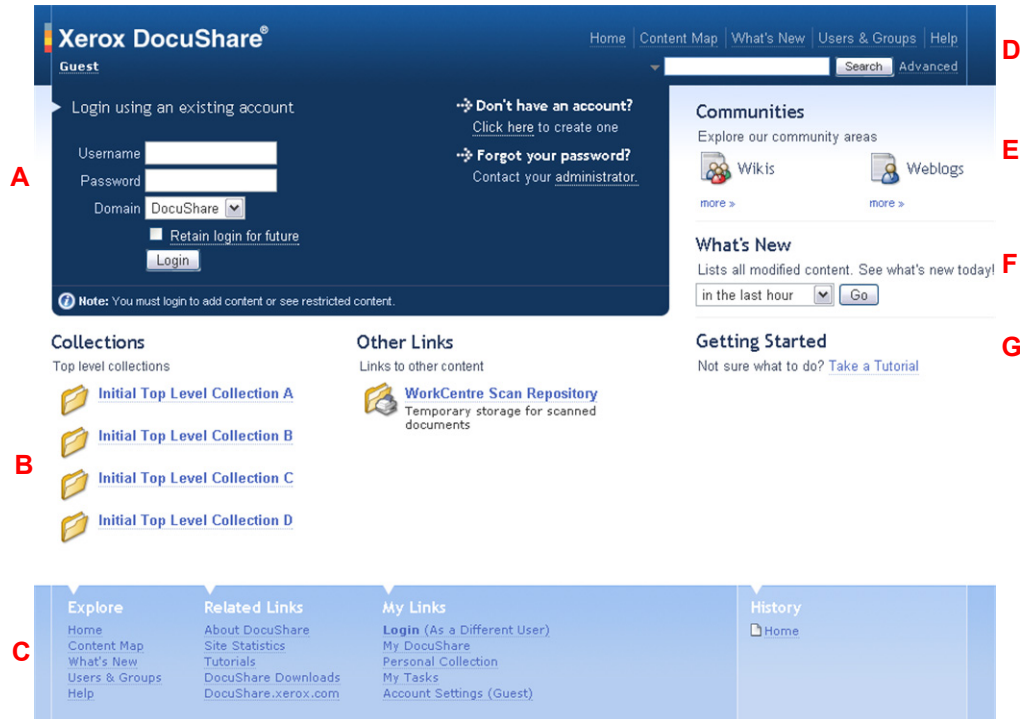 Xerox DocuShare®
Guest
Home Content Map What's New Users & Groups Help
Search Advanced
D
A
Login using an existing account
Username
Password
Domain DocuShare
Retain login for future
Login
Don't have an account?
Click here to create one
Forgot your password?
Contact your administrator.
Note: You must login to add content or see restricted content.
Communities
Explore our community areas
Wikis Weblogs
more » more »
E
What's New
Lists all modified content. See what's new today!
in the last hour Go
F
Getting Started
Not sure what to do? Take a Tutorial
G
Collections
Top level collections
Initial Top Level Collection A
Initial Top Level Collection B
Initial Top Level Collection C
Initial Top Level Collection D
B
Other Links
Links to other content
WorkCentre Scan Repository
Temporary storage for scanned
documents
C
Explore
Home
Content Map
What's New
Users & Groups
Help
Related Links
About DocuShare
Site Statistics
Tutorials
DocuShare Downloads
DocuShare.xerox.com
My Links
Login (As a Different User)
My DocuShare
Personal Collection
My Tasks
Account Settings (Guest)
History
Home